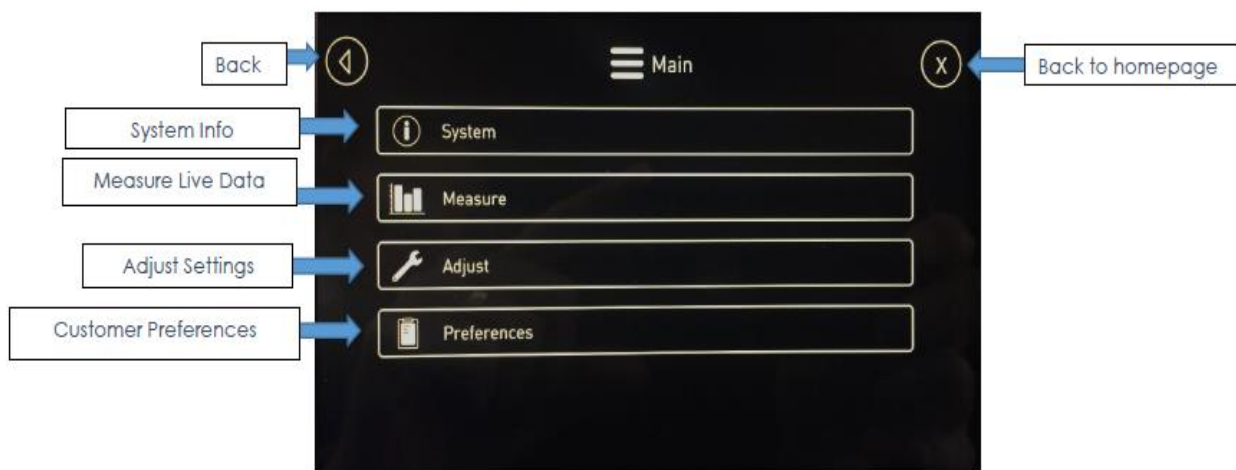 Back
Main
X
Back to homepage
System Info
System
Measure Live Data
Measure
Adjust Settings
Adjust
Customer Preferences
Preferences